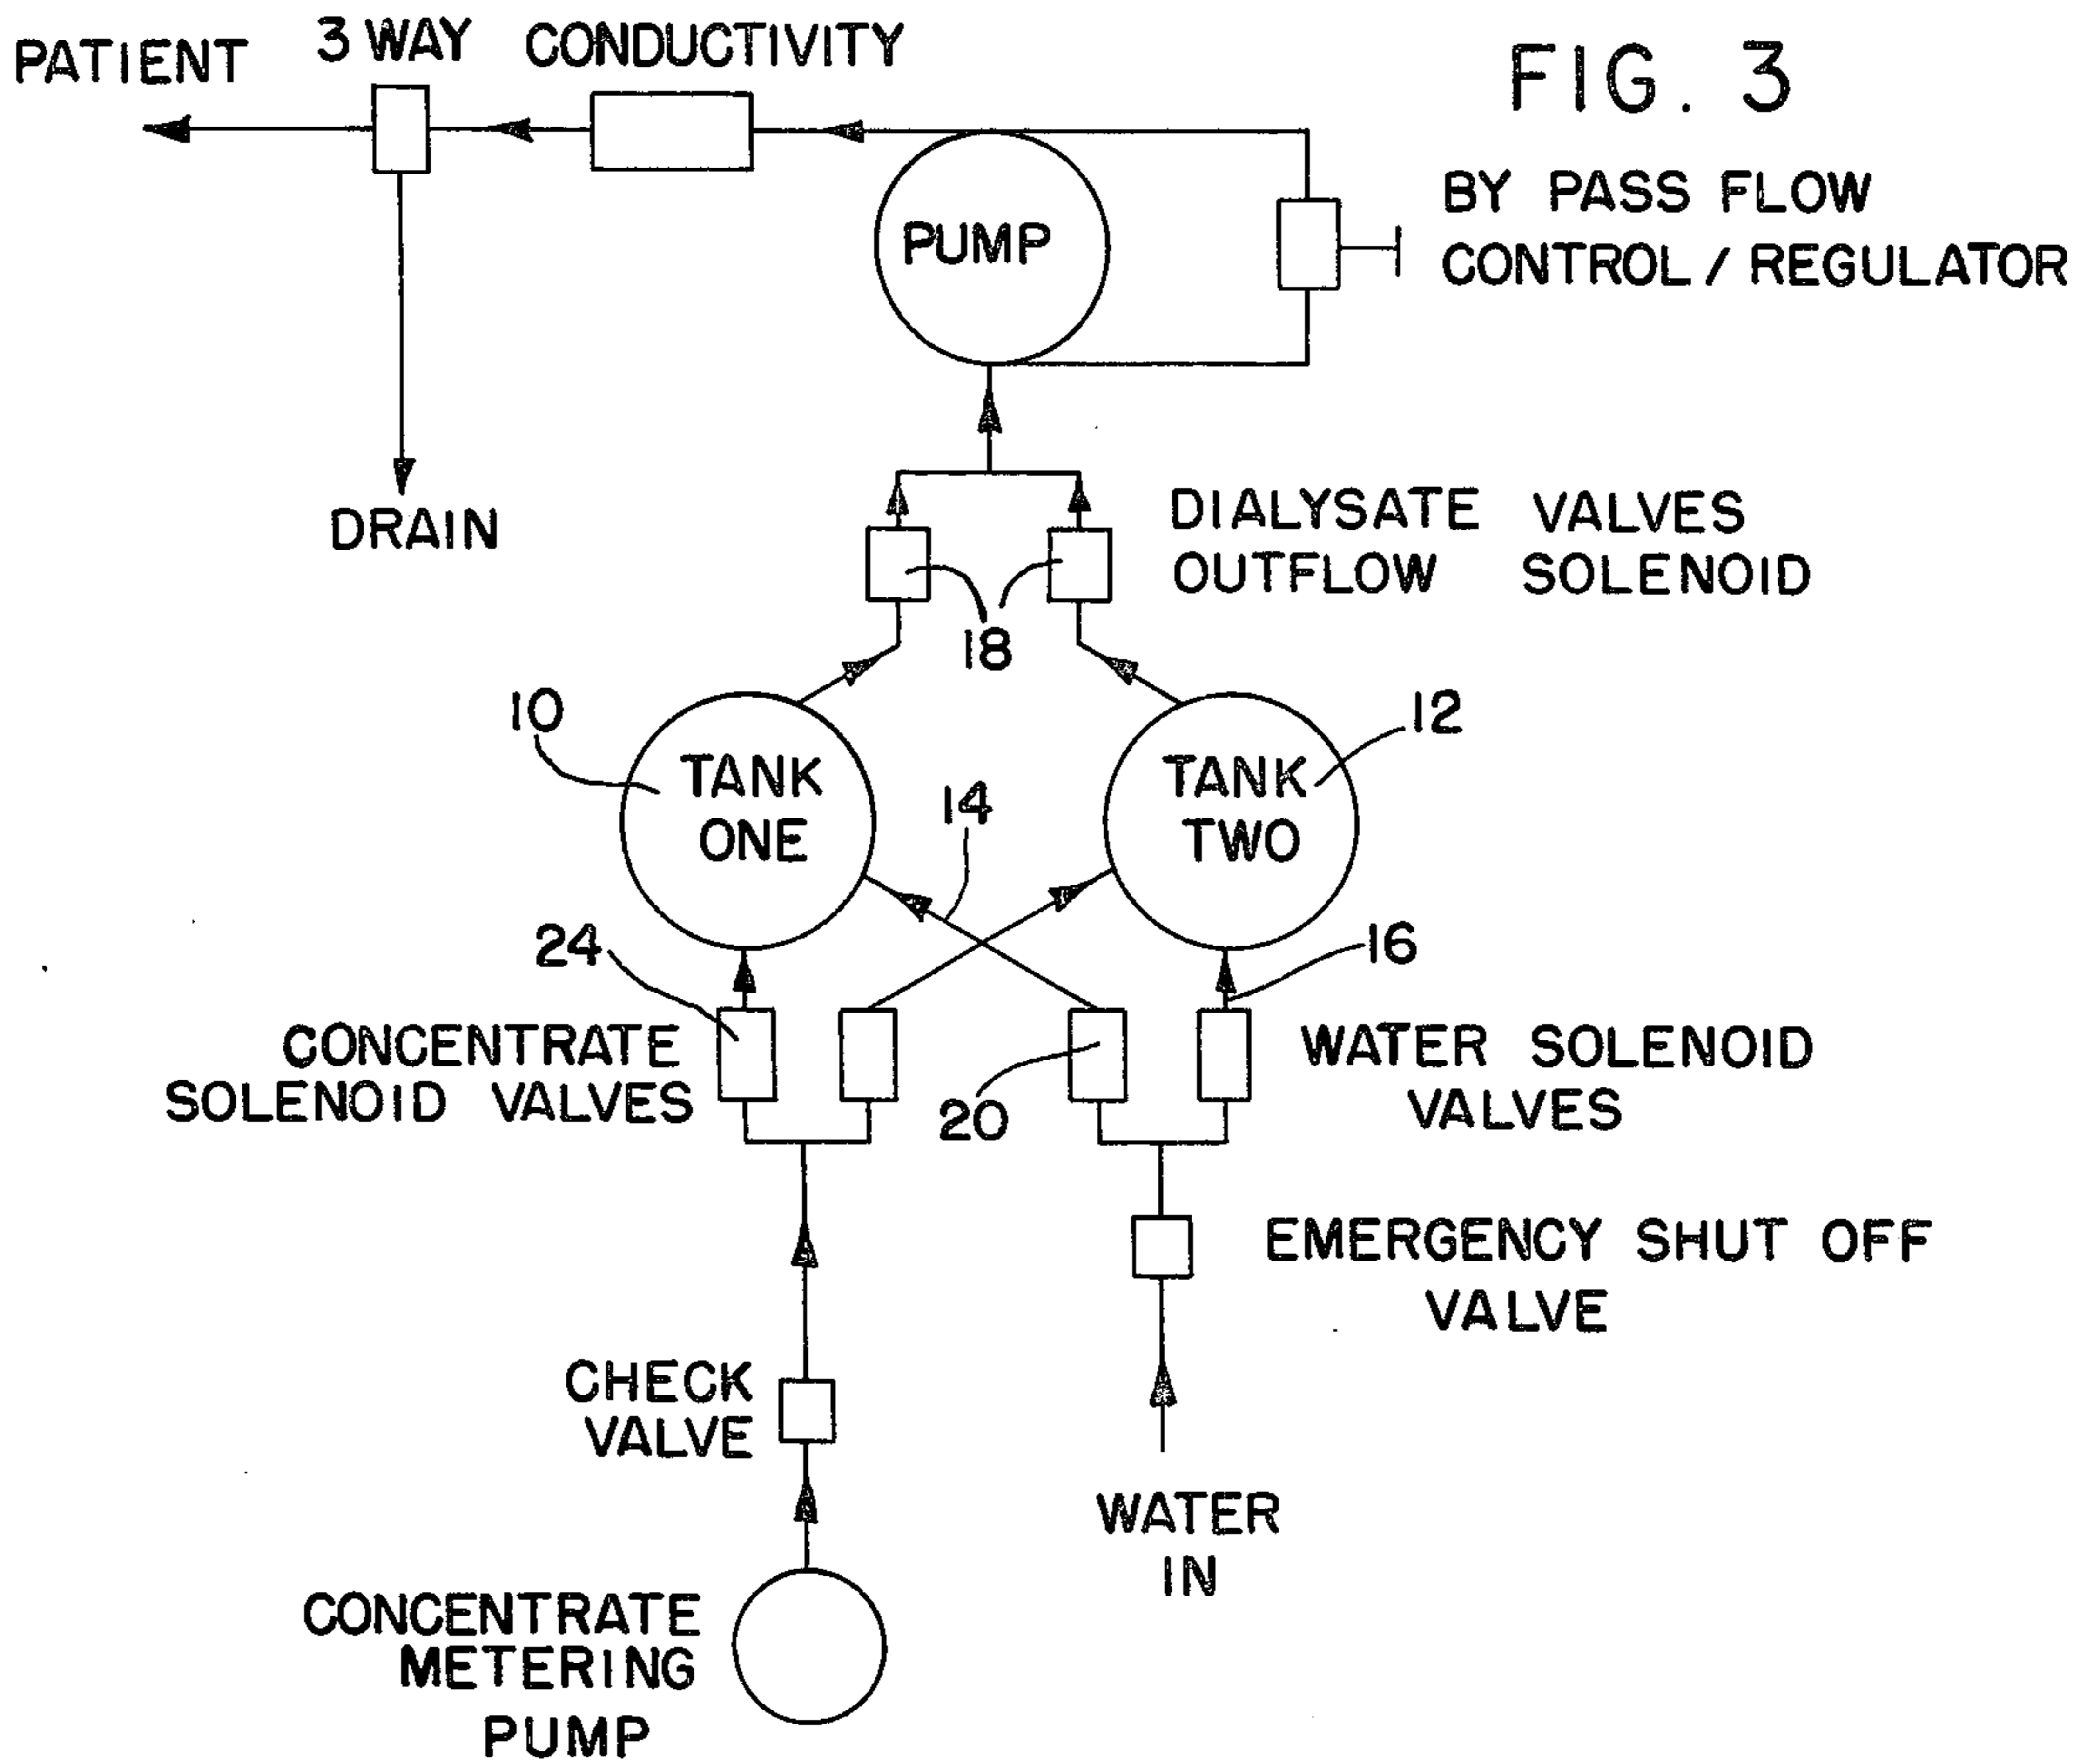 FIG. 3
PATIENT
3 WAY
CONDUCTIVITY
PUMP
BY PASS FLOW
CONTROL / REGULATOR
DRAIN
DIALYSATE VALVES
OUTFLOW SOLENOID
18
10
TANK
ONE
14
TANK
TWO
12
24
16
CONCENTRATE
SOLENOID VALVES
20
WATER SOLENOID
VALVES
EMERGENCY SHUT OFF
VALVE
CHECK
VALVE
WATER
IN
CONCENTRATE
METERING
PUMP